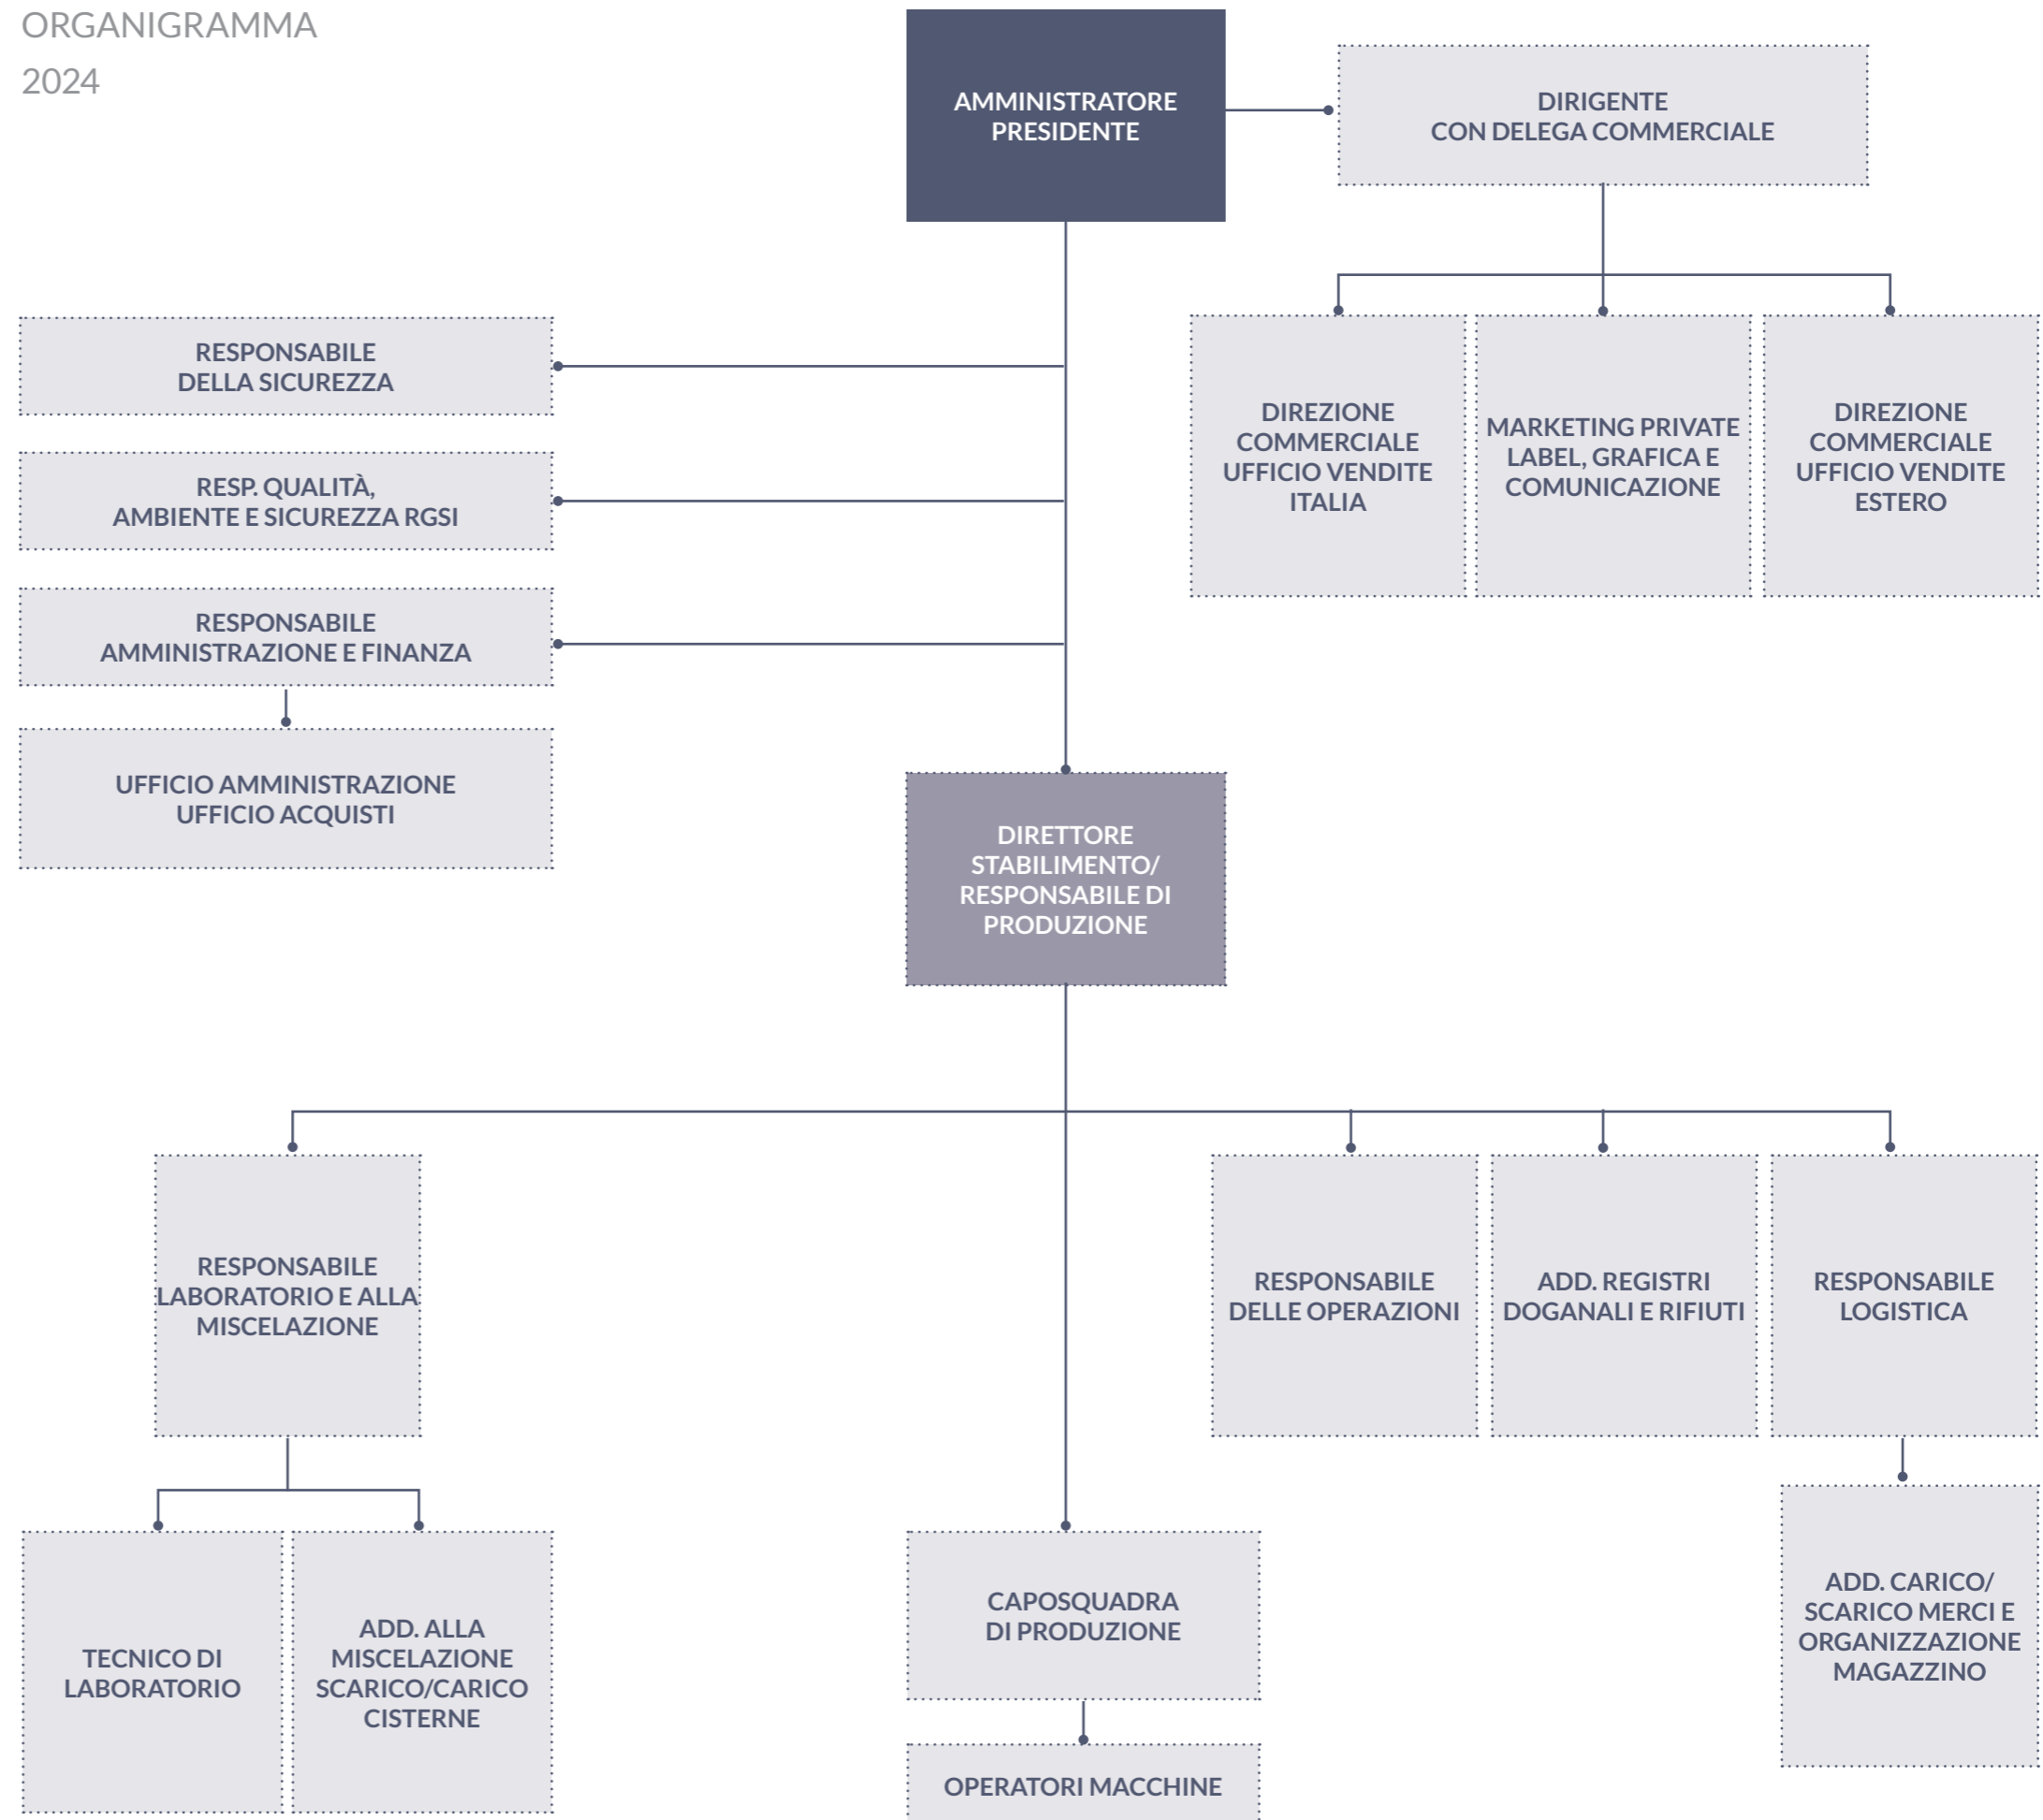 ORGANIGRAMMA
2024
AMMINISTRATORE
PRESIDENTE
DIRIGENTE
CON DELEGA COMMERCIALE
RESPONSABILE
DELLA SICUREZZA
RESP. QUALITÀ,
AMBIENTE E SICUREZZA RGSI
RESPONSABILE
AMMINISTRAZIONE E FINANZA
UFFICIO AMMINISTRAZIONE
UFFICIO ACQUISTI
DIREZIONE
COMMERCIALE
UFFICIO VENDITE
ITALIA
MARKETING PRIVATE
LABEL, GRAFICA E
COMUNICAZIONE
DIREZIONE
COMMERCIALE
UFFICIO VENDITE
ESTERO
DIRETTORE
STABILIMENTO/
RESPONSABILE DI
PRODUZIONE
RESPONSABILE
LABORATORIO E ALLA
MISCELAZIONE
RESPONSABILE
DELLE OPERAZIONI
ADD. REGISTRI
DOGANALI E RIFIUTI
RESPONSABILE
LOGISTICA
TECNICO DI
LABORATORIO
ADD. ALLA
MISCELAZIONE
SCARICO/CARICO
CISTERNE
CAPOSQUADRA
DI PRODUZIONE
OPERATORI MACCHINE
ADD. CARICO/
SCARICO MERCI E
ORGANIZZAZIONE
MAGAZZINO